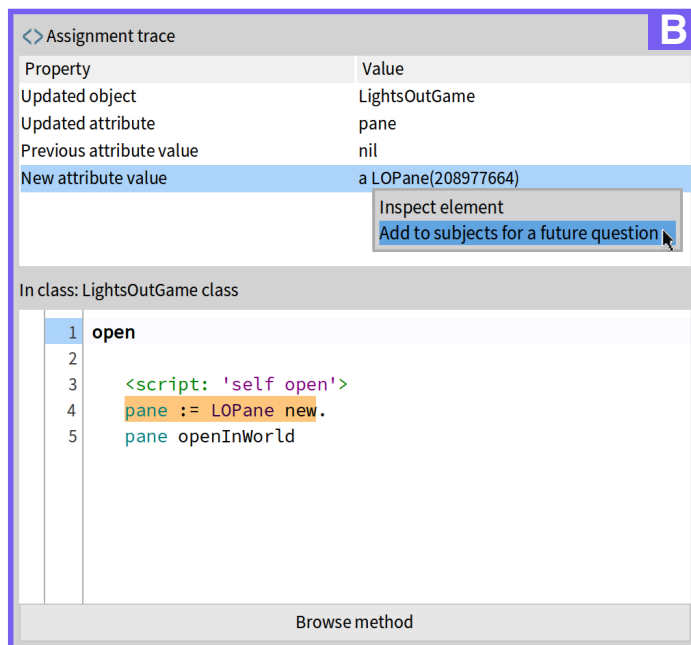 B
<> Assignment trace
Property Value
Updated object LightsOutGame
Updated attribute pane
Previous attribute value nil
New attribute value a LOPane(208977664)
Inspect element
Add to subjects for a future question
In class: LightsOutGame class
1 open
2
3 <script: 'self open'>
4 pane := LOPane new.
5 pane openInWorld
Browse method